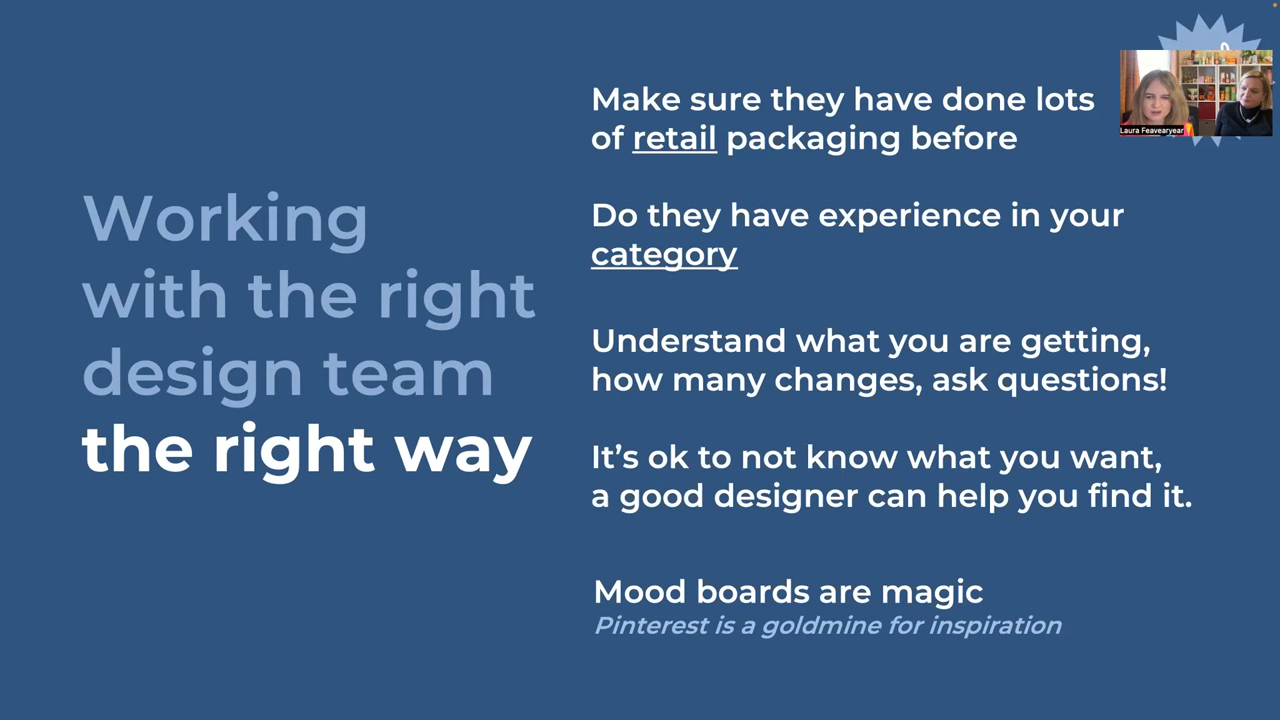 Working
with the right
design team
the right way
Make sure they have done lots
of retail packaging before
Do they have experience in your
category
Understand what you are getting,
how many changes, ask questions!
It’s ok to not know what you want,
a good designer can help you find it.
Mood boards are magic
Pinterest is a goldmine for inspiration
Laura Feavearyear